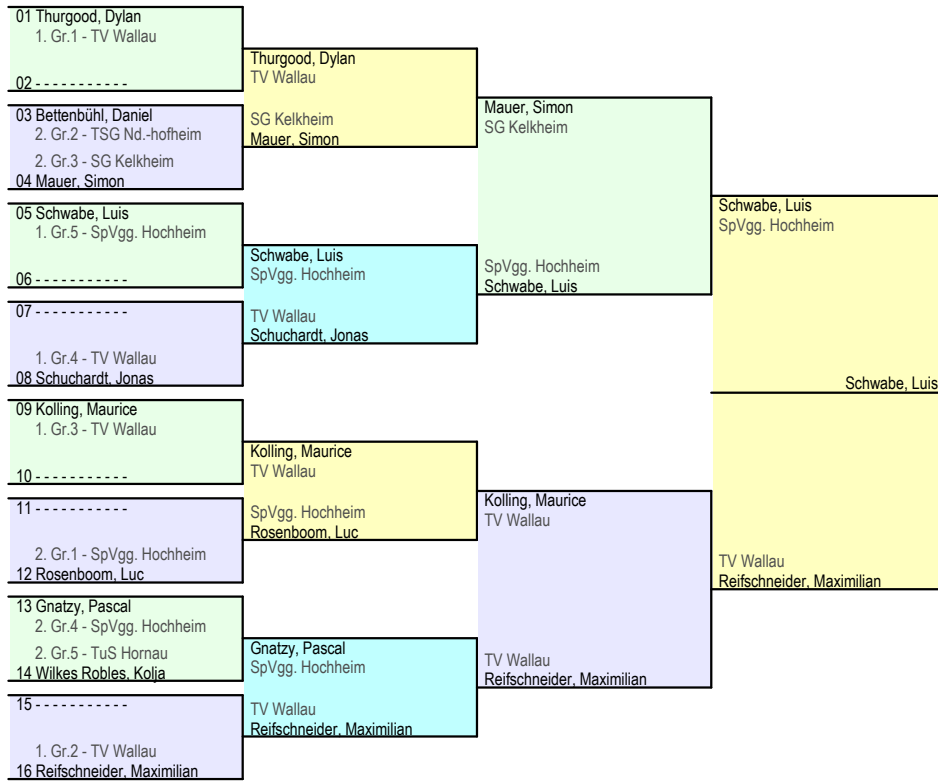 01 Thurgood, Dylan
1. Gr.1 - TV Wallau
02 - - - - - - - - - - -
03 Bettenbühl, Daniel
2. Gr.2 - TSG Nd.-hofheim
2. Gr.3 - SG Kelkheim
04 Mauer, Simon
05 Schwabe, Luis
1. Gr.5 - SpVgg. Hochheim
06 - - - - - - - - - - -
07 - - - - - - - - - - -
1. Gr.4 - TV Wallau
08 Schuchardt, Jonas
09 Kolling, Maurice
1. Gr.3 - TV Wallau
10 - - - - - - - - - - -
11 - - - - - - - - - - -
2. Gr.1 - SpVgg. Hochheim
12 Rosenboom, Luc
13 Gnatzy, Pascal
2. Gr.4 - SpVgg. Hochheim
2. Gr.5 - TuS Hornau
14 Wilkes Robles, Kolja
15 - - - - - - - - - - -
1. Gr.2 - TV Wallau
16 Reifschneider, Maximilian
Thurgood, Dylan
TV Wallau
SG Kelkheim
Mauer, Simon
Schwabe, Luis
SpVgg. Hochheim
TV Wallau
Schuchardt, Jonas
Kolling, Maurice
TV Wallau
SpVgg. Hochheim
Rosenboom, Luc
Gnatzy, Pascal
SpVgg. Hochheim
TV Wallau
Reifschneider, Maximilian
Mauer, Simon
SG Kelkheim
SpVgg. Hochheim
Schwabe, Luis
Kolling, Maurice
TV Wallau
TV Wallau
Reifschneider, Maximilian
Schwabe, Luis
SpVgg. Hochheim
TV Wallau
Reifschneider, Maximilian
Schwabe, Luis